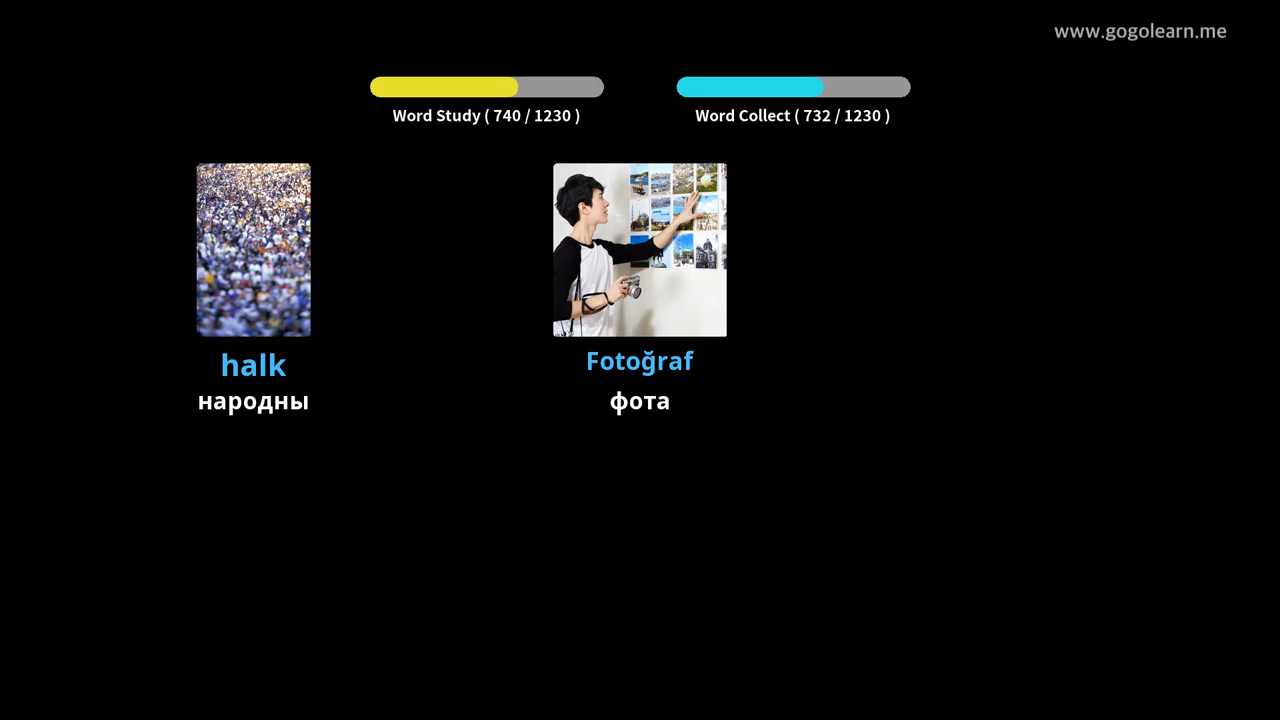 www.gogolearn.me
Word Study ( 740 / 1230 )
Word Collect ( 732 / 1230 )
halk
народны
Fotoğraf
фота